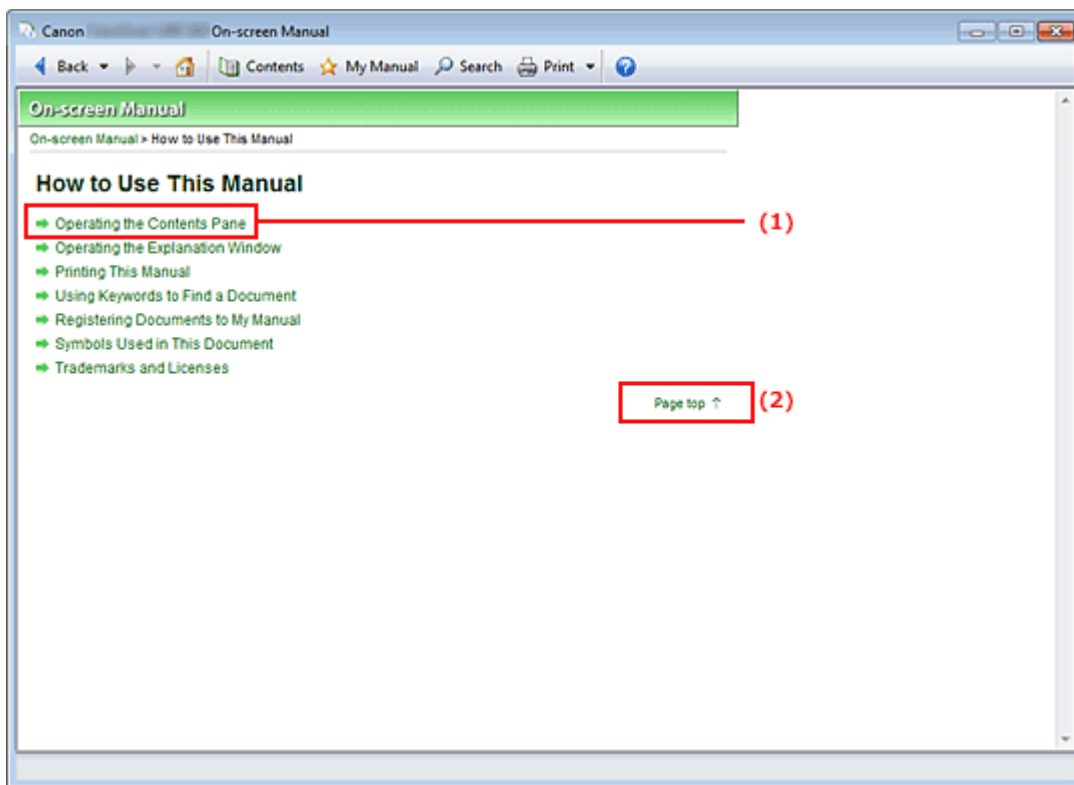 Canon On-screen Manual
Back Contents My Manual Search Print ?
On-screen Manual
On-screen Manual > How to Use This Manual
How to Use This Manual
Operating the Contents Pane
(1)
Operating the Explanation Window
Printing This Manual
Using Keywords to Find a Document
Registering Documents to My Manual
Symbols Used in This Document
Trademarks and Licenses
Page top ↑
(2)